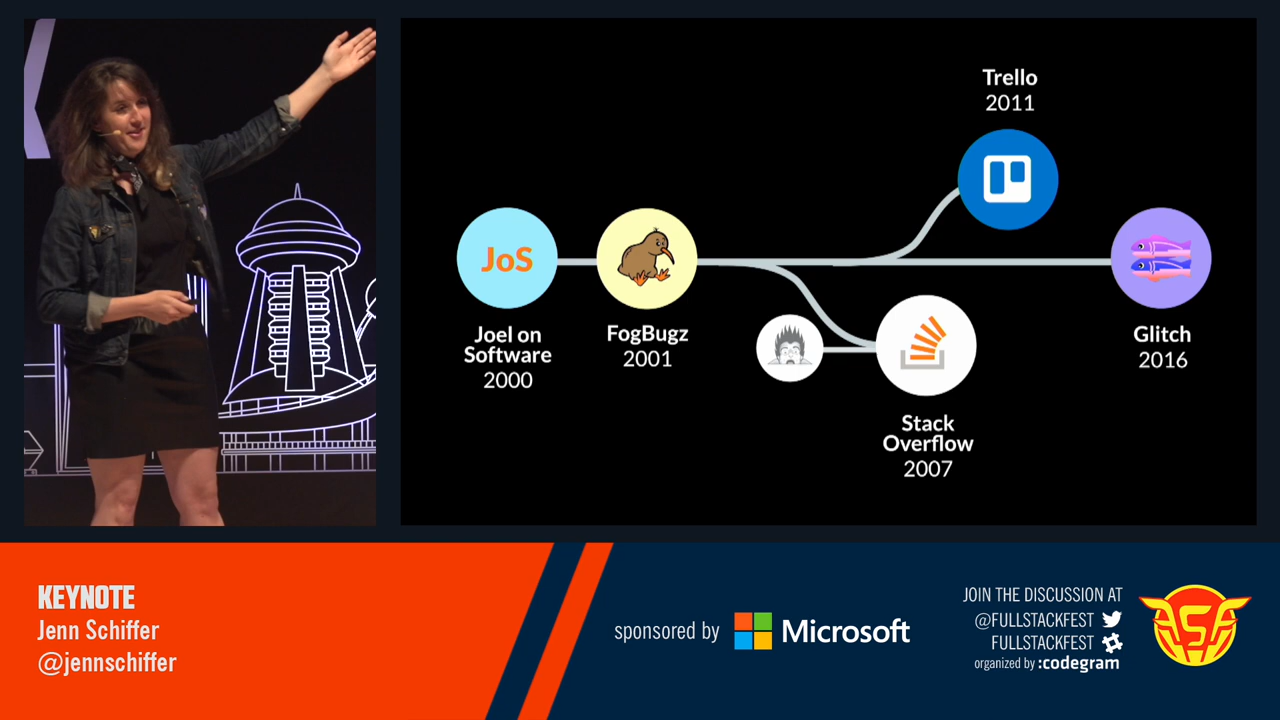 JoS
Joel on
Software
2000
FogBugz
2001
Trello
2011
Stack
Overflow
2007
Glitch
2016
KEYNOTE
Jenn Schiffer
@jennschiffer
sponsored by
Microsoft
JOIN THE DISCUSSION AT
@FULLSTACKFEST
FULLSTACKFEST
organized by :codegram
FSF